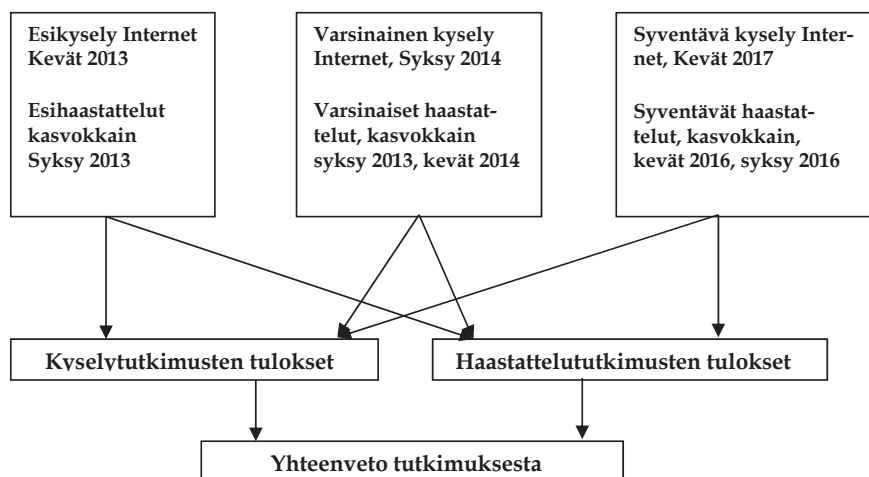 Esikysely Internet
Kevät 2013
Esihaastattelut
kasvokkain
Syksy 2013
Varsinainen kysely
Internet, Syksy 2014
Varsinaiset haastat-
telut, kasvokkain
syksy 2013, kevät 2014
Syventävä kysely Inter-
net, Kevät 2017
Syventävät haastat-
telut, kasvokkain,
kevät 2016, syksy 2016
Kyselytutkimusten tulokset
Haastattelututkimusten tulokset
Yhteenveto tutkimuksesta